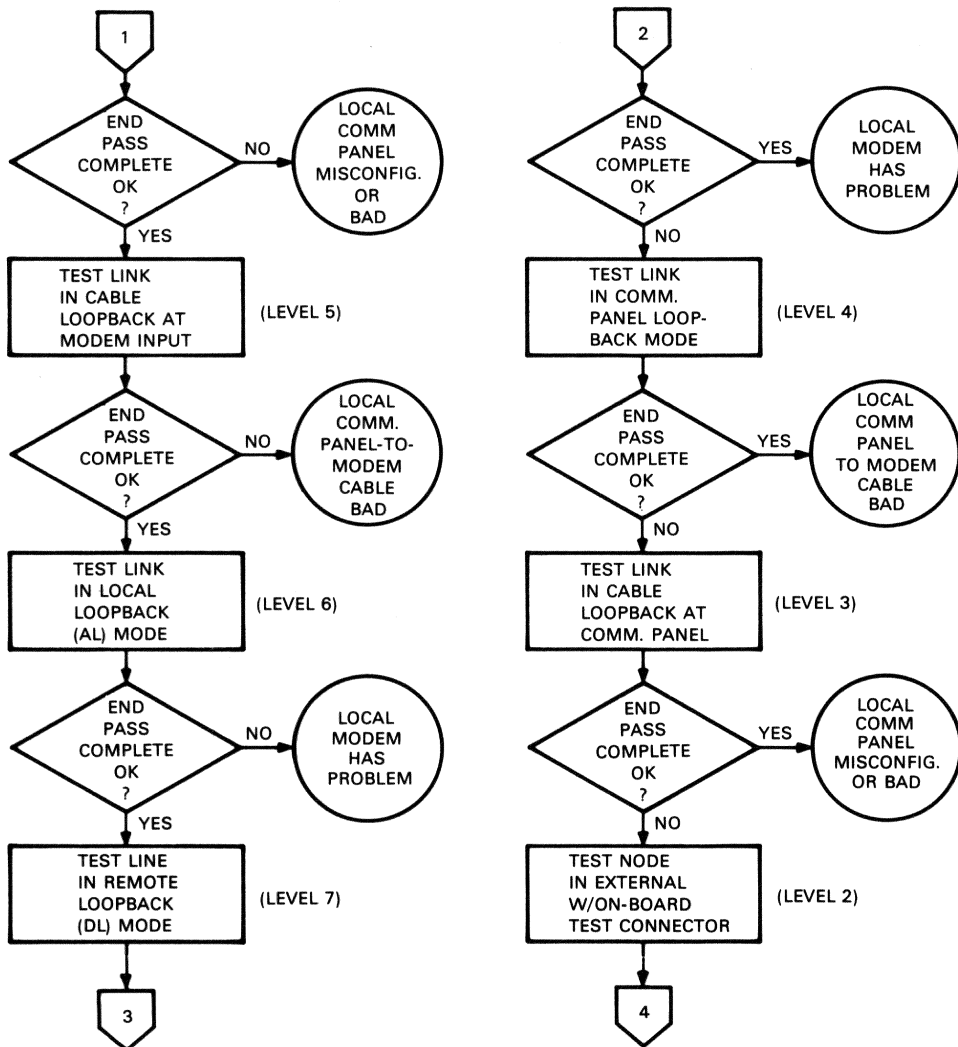 1
END
PASS
COMPLETE
OK
?
NO
LOCAL
COMM
PANEL
MISCONFIG.
OR
BAD
YES
TEST LINK
IN CABLE
LOOPBACK AT
MODEM INPUT
(LEVEL 5)
END
PASS
COMPLETE
OK
?
NO
LOCAL
COMM.
PANEL-TO-
MODEM
CABLE
BAD
YES
TEST LINK
IN LOCAL
LOOPBACK
(AL) MODE
(LEVEL 6)
END
PASS
COMPLETE
OK
?
NO
LOCAL
MODEM
HAS
PROBLEM
YES
TEST LINE
IN REMOTE
LOOPBACK
(DL) MODE
(LEVEL 7)
3
2
END
PASS
COMPLETE
OK
?
YES
LOCAL
MODEM
HAS
PROBLEM
NO
TEST LINK
IN COMM.
PANEL LOOP-
BACK MODE
(LEVEL 4)
END
PASS
COMPLETE
OK
?
YES
LOCAL
COMM
PANEL
TO MODEM
CABLE
BAD
NO
TEST LINK
IN CABLE
LOOPBACK AT
COMM. PANEL
(LEVEL 3)
END
PASS
COMPLETE
OK
?
YES
LOCAL
COMM
PANEL
MISCONFIG.
OR BAD
NO
TEST NODE
IN EXTERNAL
W/ON-BOARD
TEST CONNECTOR
(LEVEL 2)
4